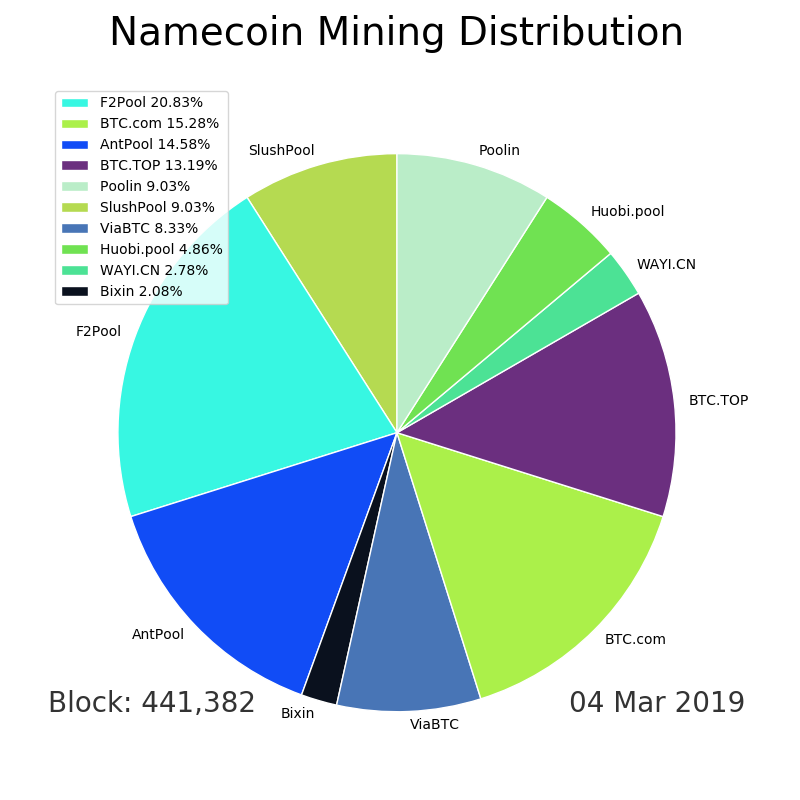 Namecoin Mining Distribution
F2Pool 20.83%
BTC.com 15.28%
AntPool 14.58%
BTC.TOP 13.19%
Poolin 9.03%
SlushPool 9.03%
ViaBTC 8.33%
Huobi.pool 4.86%
WAYI.CN 2.78%
Bixin 2.08%
SlushPool
Poolin
Huobi.pool
WAYI.CN
F2Pool
BTC.TOP
AntPool
BTC.com
Block: 441,382
04 Mar 2019
Bixin
ViaBTC